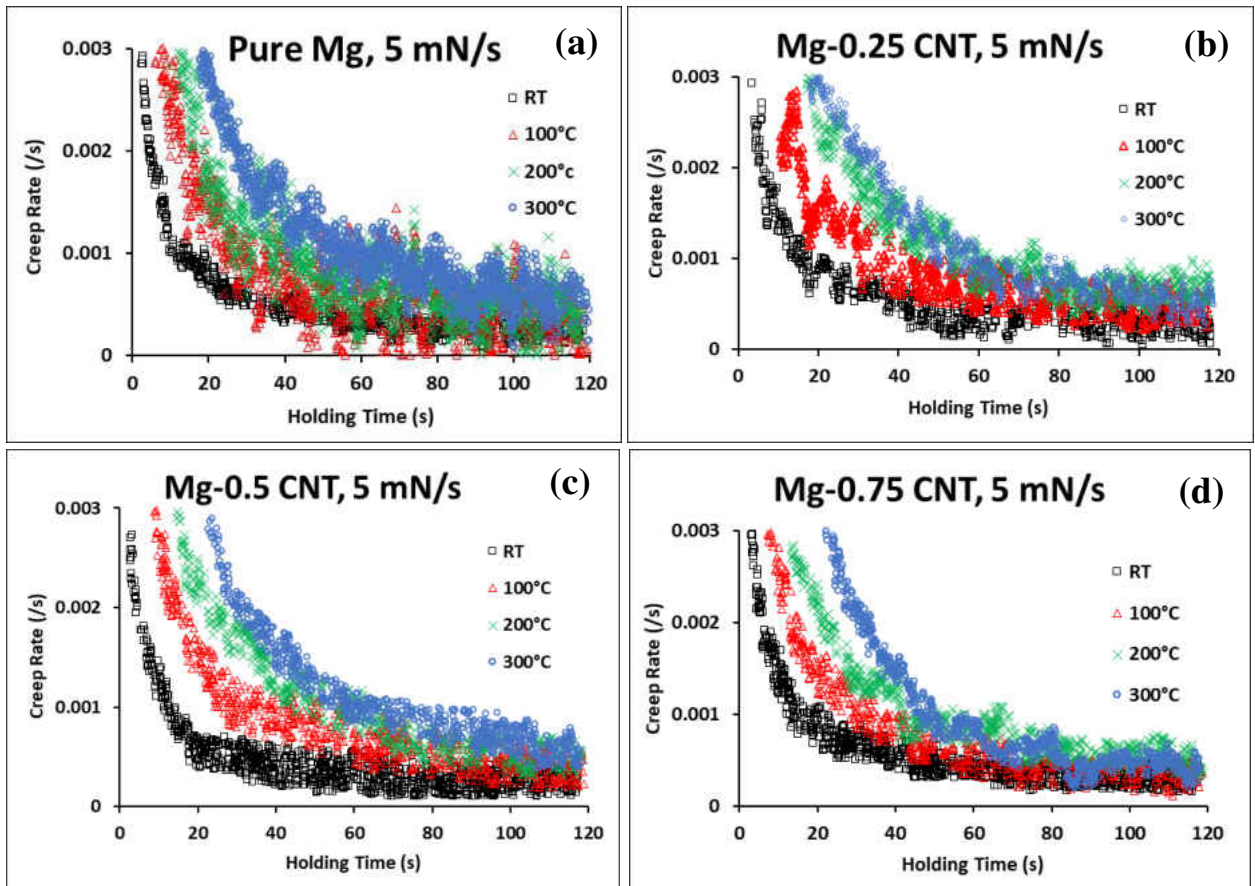 Pure Mg, 5 mN/s
(a)
0.003
0.002
0.001
0
Creep Rate (/s)
RT
100°C
200°c
300°C
0 20 40 60 80 100 120
Holding Time (s)
Mg-0.25 CNT, 5 mN/s
(b)
0.003
0.002
0.001
0
Creep Rate (/s)
RT
100°C
200°C
300°C
0 20 40 60 80 100 120
Holding Time (s)
Mg-0.5 CNT, 5 mN/s
(c)
0.003
0.002
0.001
0
Creep Rate (/s)
RT
100°C
200°C
300°C
0 20 40 60 80 100 120
Holding Time (s)
Mg-0.75 CNT, 5 mN/s
(d)
0.003
0.002
0.001
0
Creep Rate (/s)
RT
100°C
200°C
300°C
0 20 40 60 80 100 120
Holding Time (s)